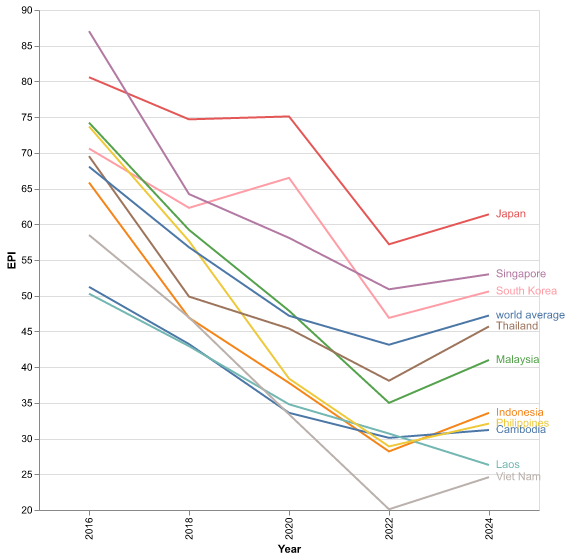 90
85
80
75
70
65
60
55
50
45
40
35
30
25
20
EPI
Japan
Singapore
South Korea
world average
Thailand
Malaysia
Indonesia
Philippines
Cambodia
Laos
Viet Nam
2016
2018
2020
2022
2024
Year